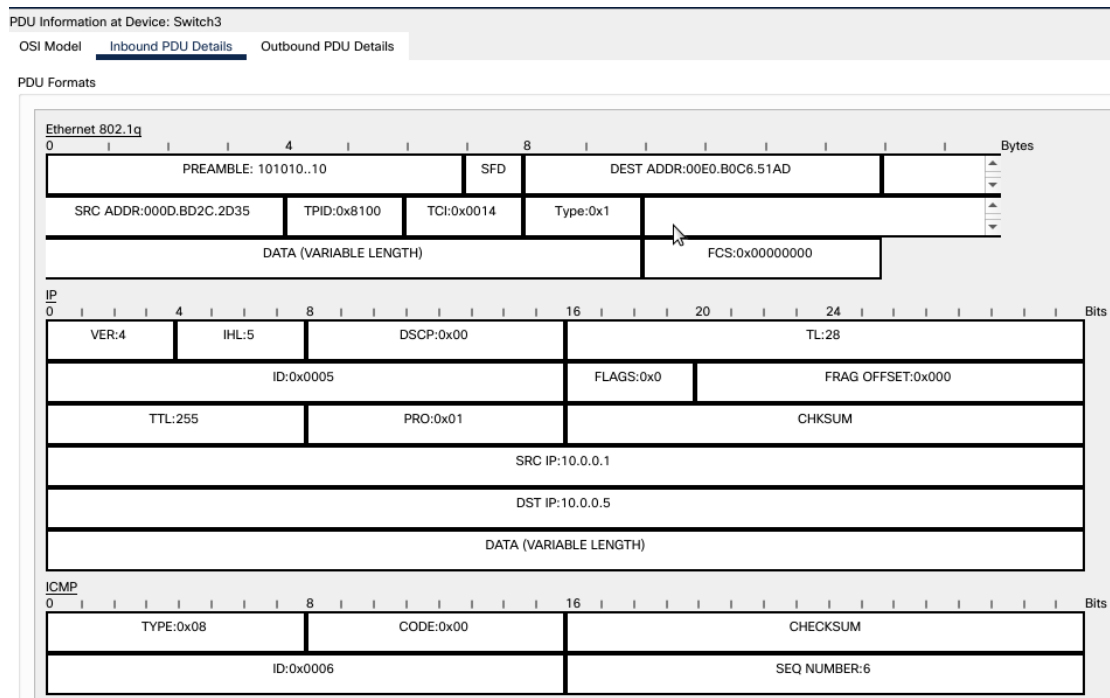 PDU Information at Device: Switch3
OSI Model Inbound PDU Details Outbound PDU Details
PDU Formats
Ethernet 802.1q
0 4 8 Bytes
PREAMBLE: 101010..10 SFD DEST ADDR:00E0.B0C6.51AD
SRC ADDR:000D.BD2C.2D35 TPID:0x8100 TCI:0x0014 Type:0x1
DATA (VARIABLE LENGTH) FCS:0x00000000
IP
0 4 8 16 20 24 Bits
VER:4 IHL:5 DSCP:0x00 TL:28
ID:0x0005 FLAGS:0x0 FRAG OFFSET:0x000
TTL:255 PRO:0x01 CHKSUM
SRC IP:10.0.0.1
DST IP:10.0.0.5
DATA (VARIABLE LENGTH)
ICMP
0 8 16 Bits
TYPE:0x08 CODE:0x00 CHECKSUM
ID:0x0006 SEQ NUMBER:6